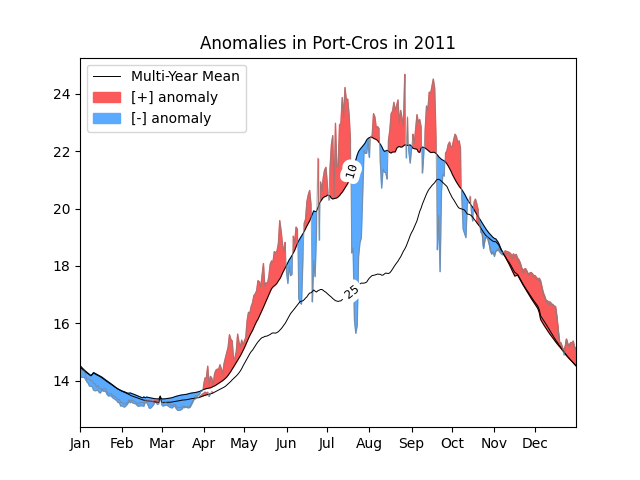 Anomalies in Port-Cros in 2011
Multi-Year Mean
[+] anomaly
[-] anomaly
24
22
20
18
16
14
10
25
Jan Feb Mar Apr May Jun Jul Aug Sep Oct Nov Dec